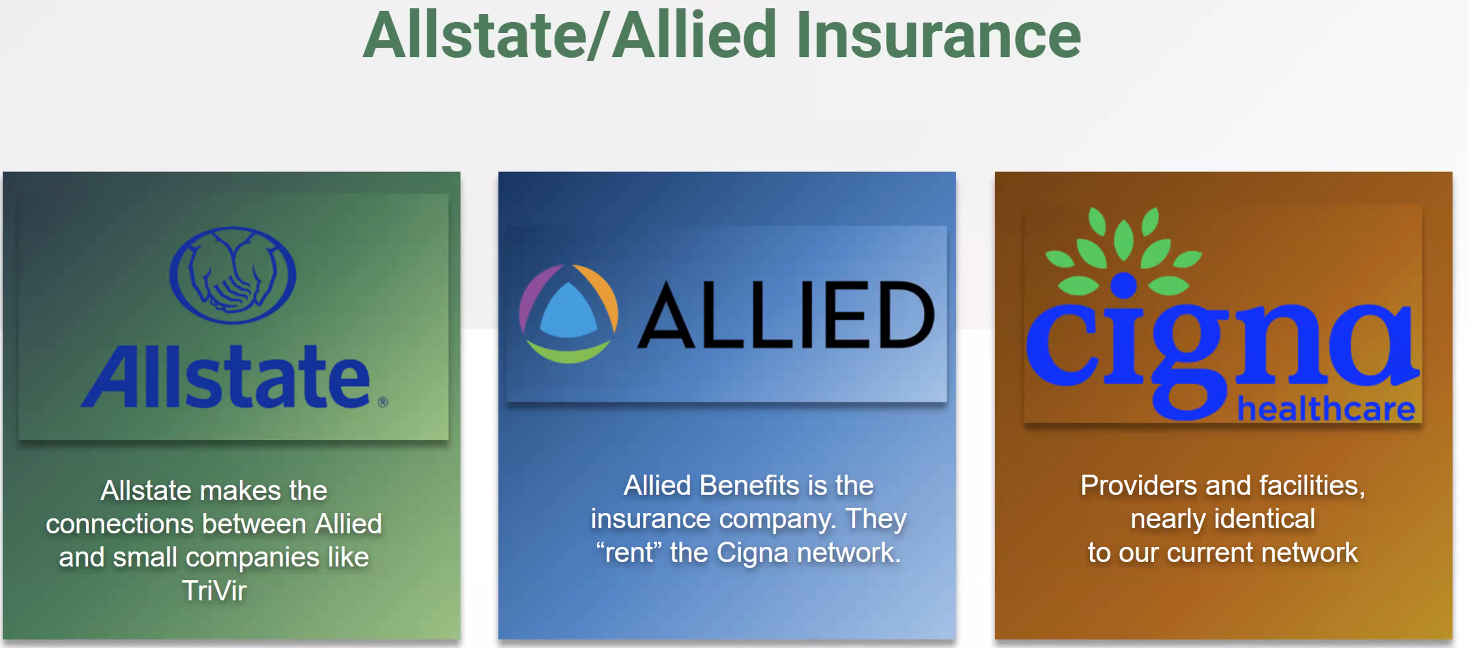 Allstate/Allied Insurance
Allstate®
Allstate makes the
connections between Allied
and small companies like
TriVir
ALLIED
Allied Benefits is the
insurance company. They
“rent” the Cigna network.
cigna
healthcare
Providers and facilities,
nearly identical
to our current network